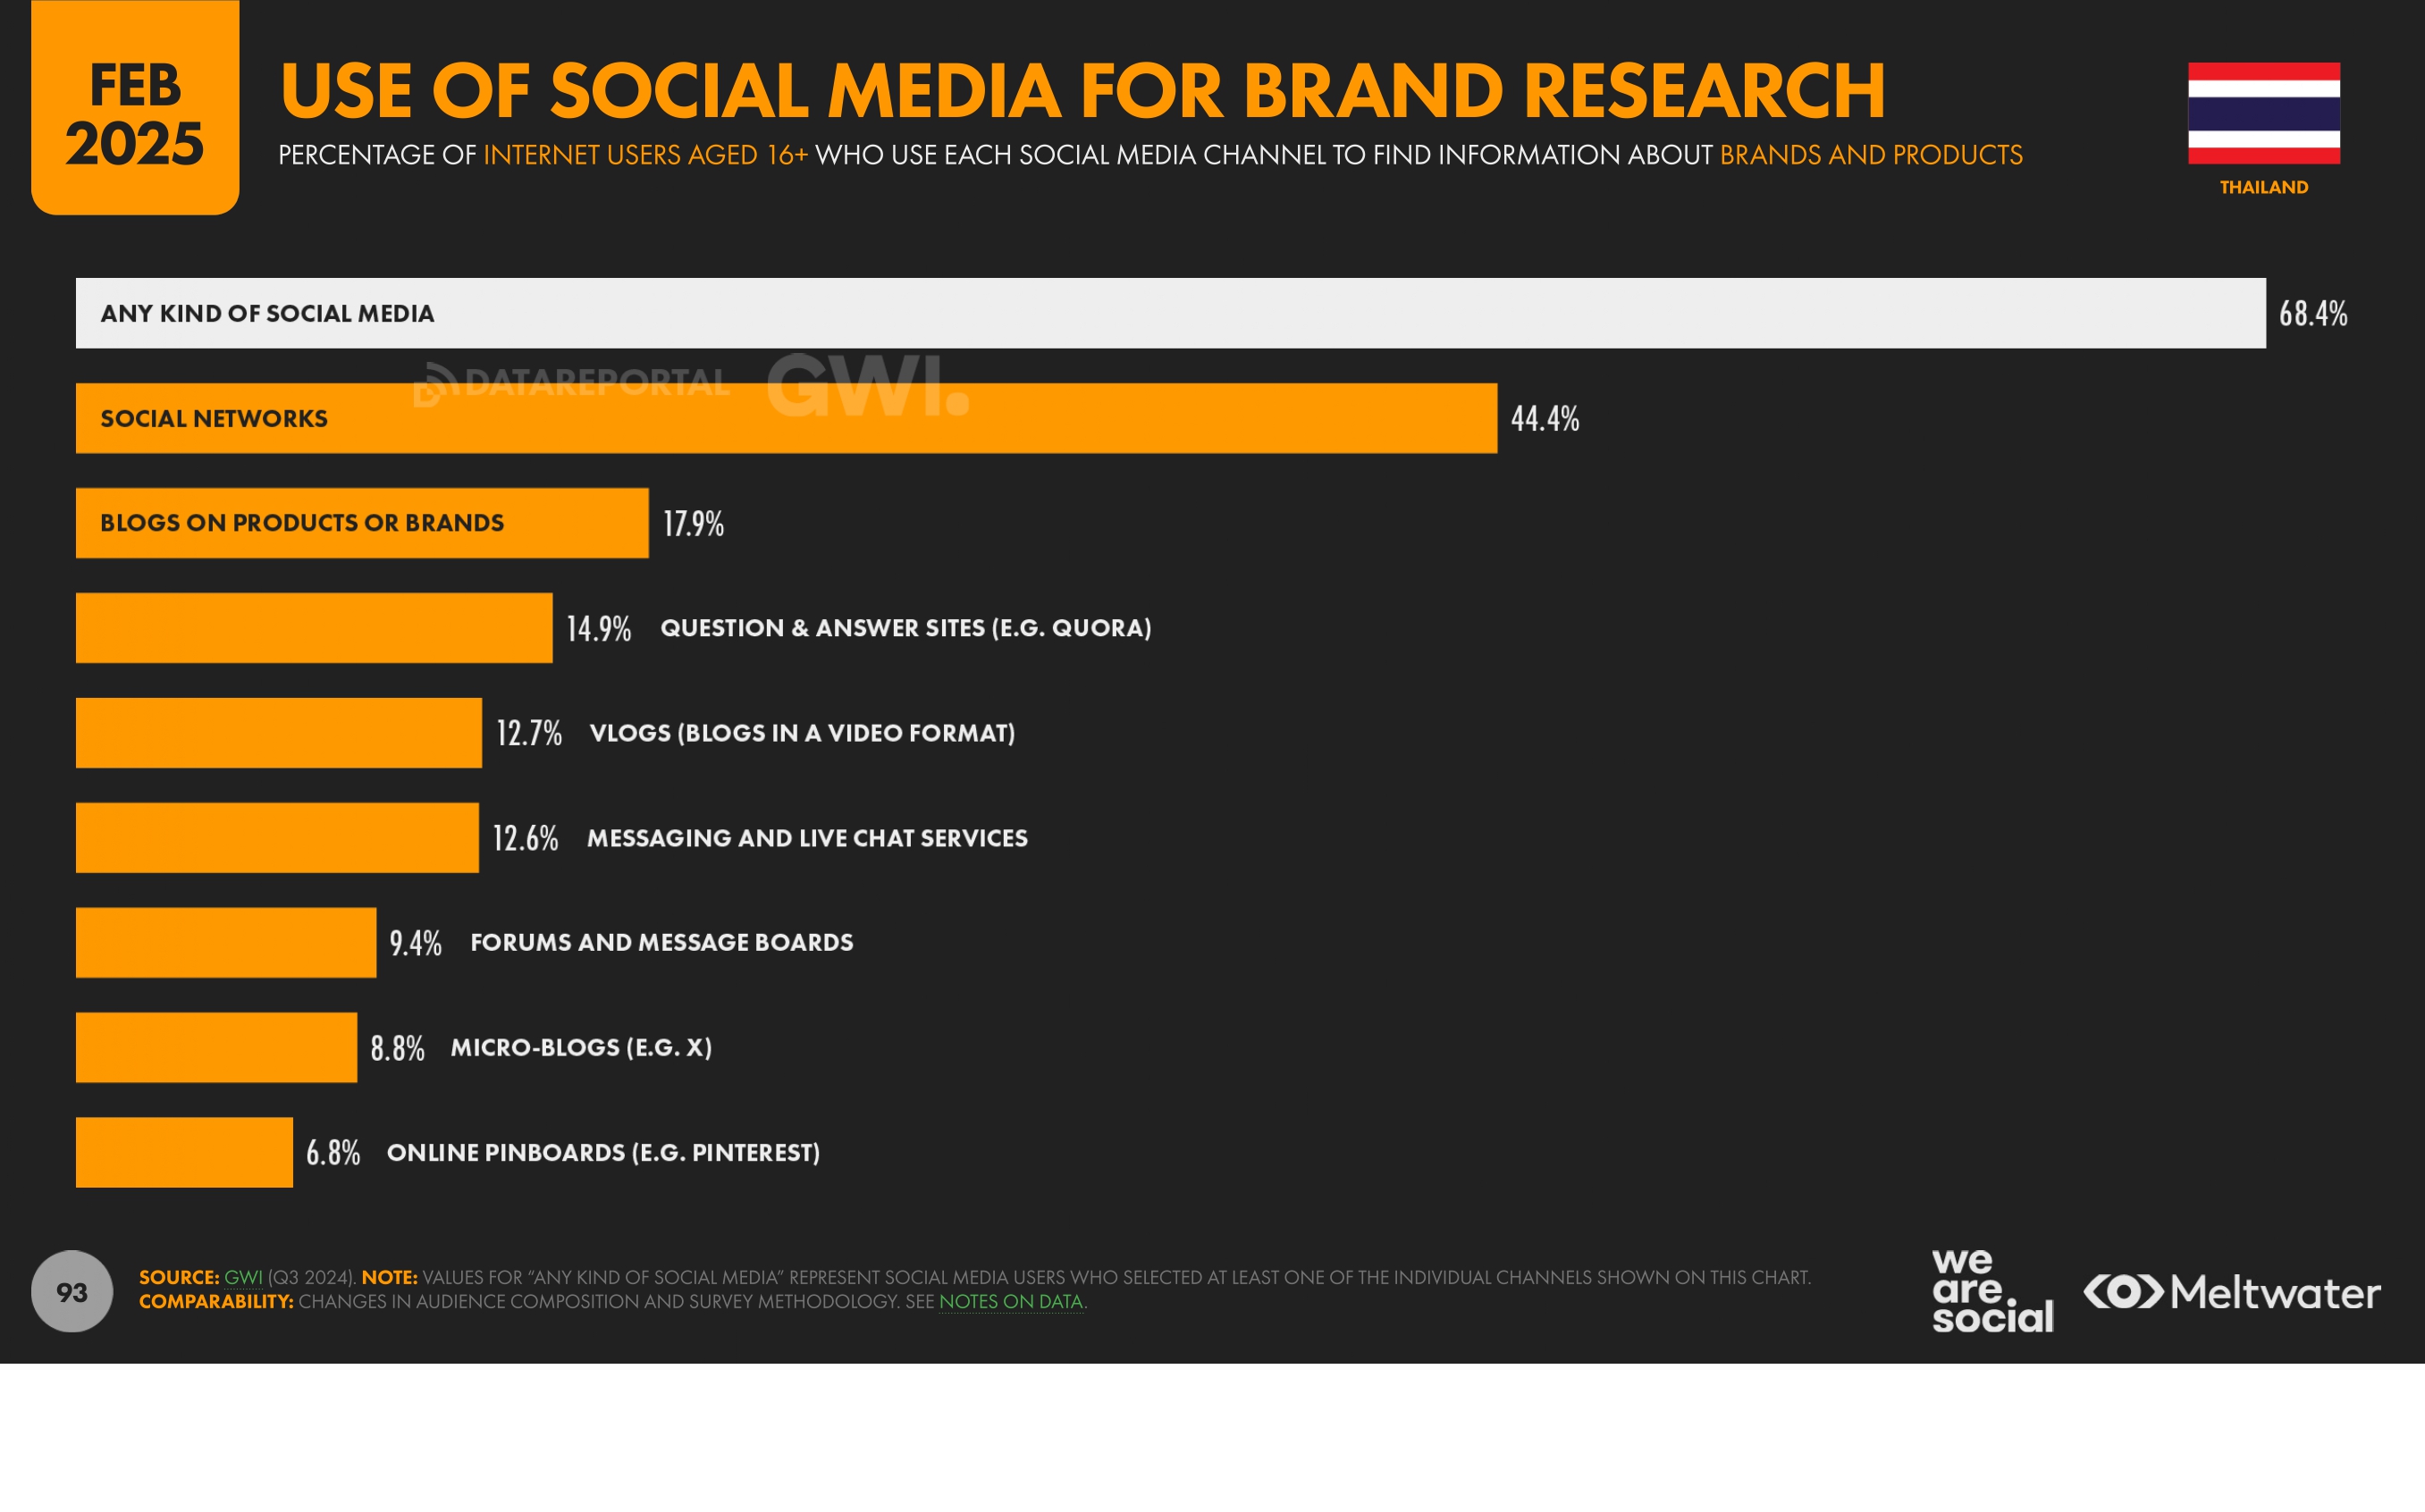 FEB
2025
USE OF SOCIAL MEDIA FOR BRAND RESEARCH
PERCENTAGE OF INTERNET USERS AGED 16+ WHO USE EACH SOCIAL MEDIA CHANNEL TO FIND INFORMATION ABOUT BRANDS AND PRODUCTS
THAILAND
ANY KIND OF SOCIAL MEDIA 68.4%
DATAREPORTAL GWI.
SOCIAL NETWORKS 44.4%
BLOGS ON PRODUCTS OR BRANDS 17.9%
14.9% QUESTION & ANSWER SITES (E.G. QUORA)
12.7% VLOGS (BLOGS IN A VIDEO FORMAT)
12.6% MESSAGING AND LIVE CHAT SERVICES
9.4% FORUMS AND MESSAGE BOARDS
8.8% MICRO-BLOGS (E.G. X)
6.8% ONLINE PINBOARDS (E.G. PINTEREST)
93
SOURCE: GWI (Q3 2024). NOTE: VALUES FOR “ANY KIND OF SOCIAL MEDIA” REPRESENT SOCIAL MEDIA USERS WHO SELECTED AT LEAST ONE OF THE INDIVIDUAL CHANNELS SHOWN ON THIS CHART.
COMPARABILITY: CHANGES IN AUDIENCE COMPOSITION AND SURVEY METHODOLOGY. SEE NOTES ON DATA.
we
are
social
Meltwater